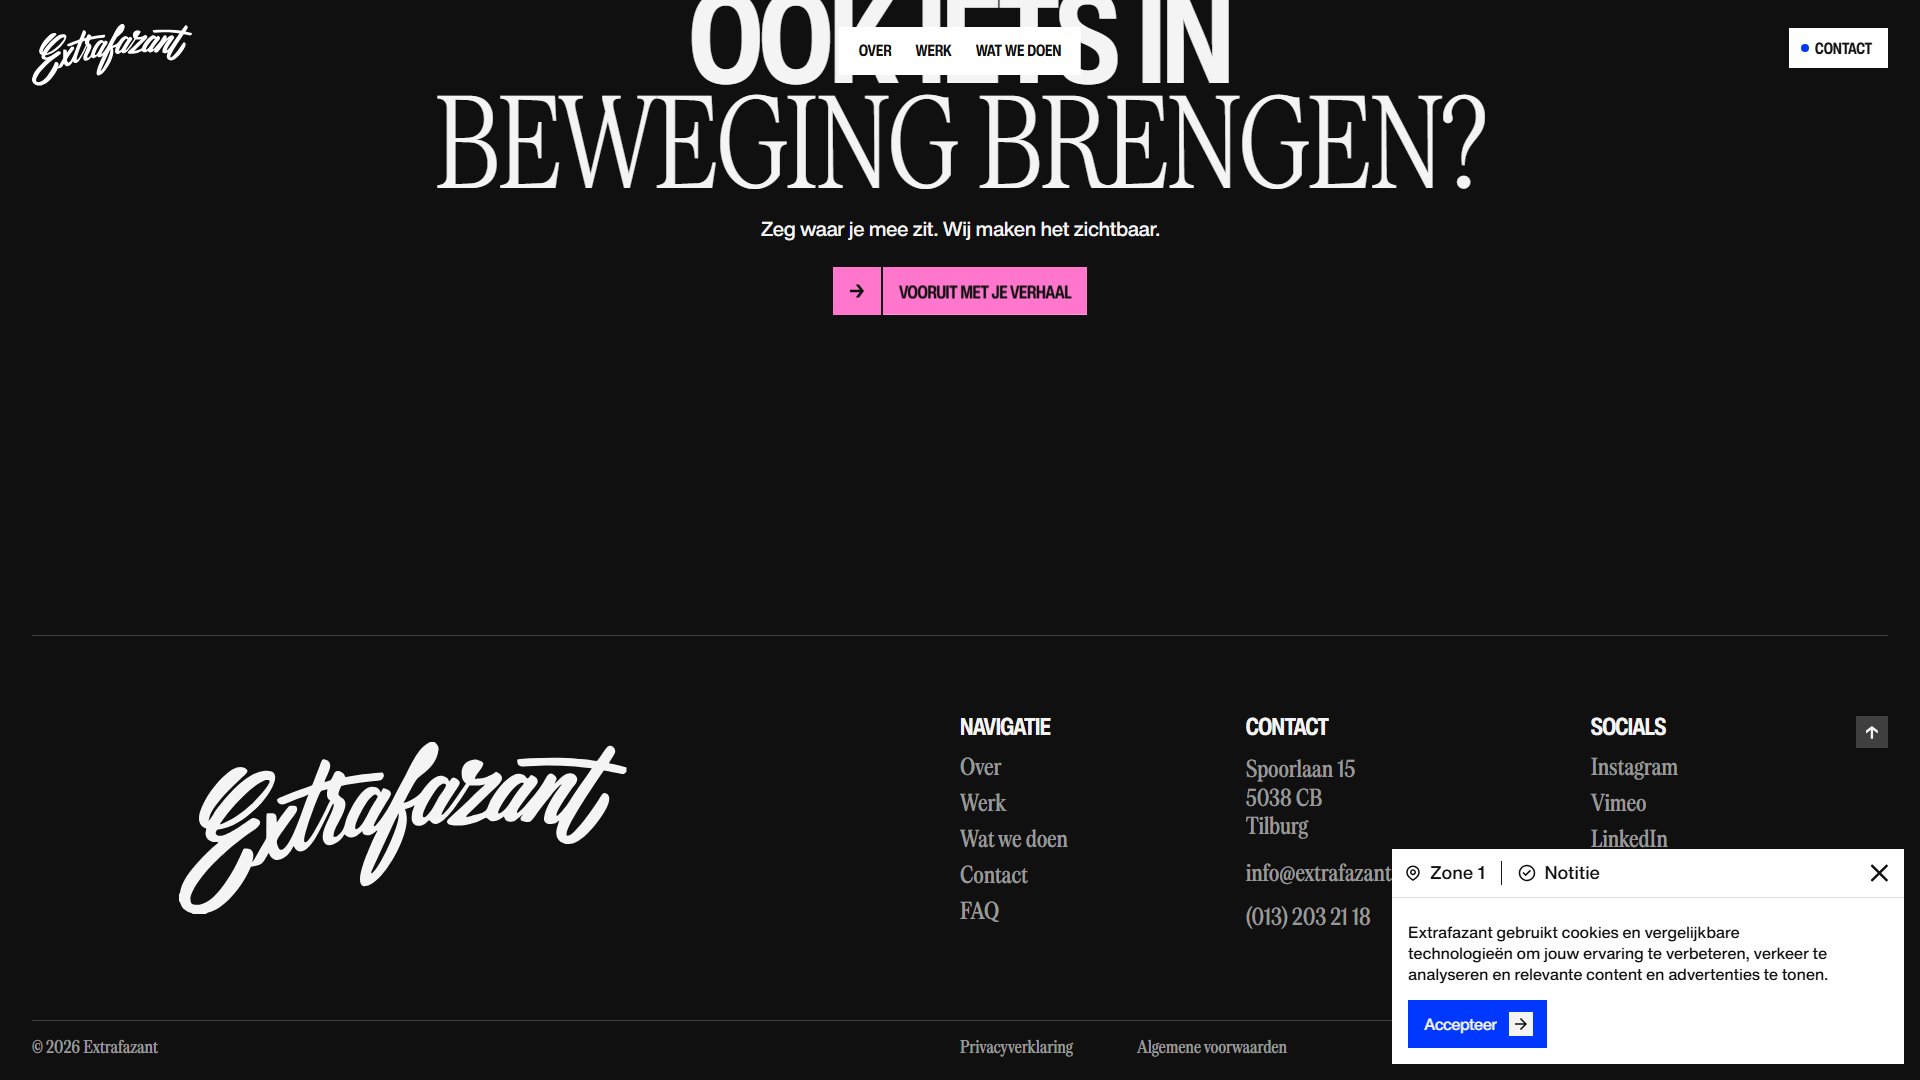 Extrafazant
OVER WERK WAT WE DOEN
CONTACT
OOK IETS IN
BEWEGING BRENGEN?
Zeg waar je mee zit. Wij maken het zichtbaar.
VOORUIT MET JE VERHAAL
Extrafazant
NAVIGATIE
Over
Werk
Wat we doen
Contact
FAQ
CONTACT
Spoorlaan 15
5038 CB
Tilburg
info@extrafazant
(013) 203 21 18
SOCIALS
Instagram
Vimeo
LinkedIn
Zone 1 Notitie
Extrafazant gebruikt cookies en vergelijkbare
technologieën om jouw ervaring te verbeteren, verkeer te
analyseren en relevante content en advertenties te tonen.
Accepteer
© 2026 Extrafazant
Privacyverklaring
Algemene voorwaarden